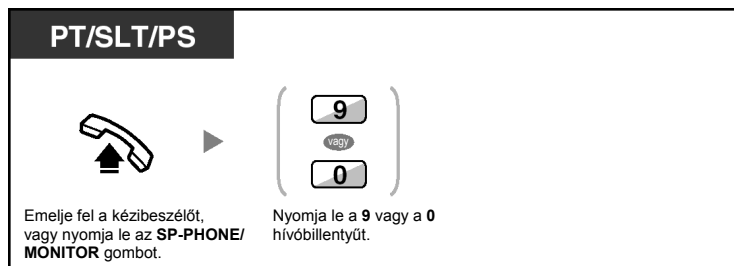 PT/SLT/PS
9
vagy
0
Emelje fel a kézibeszélőt,
vagy nyomja le az SP-PHONE/
MONITOR gombot.
Nyomja le a 9 vagy a 0
hívóbillentyűt.